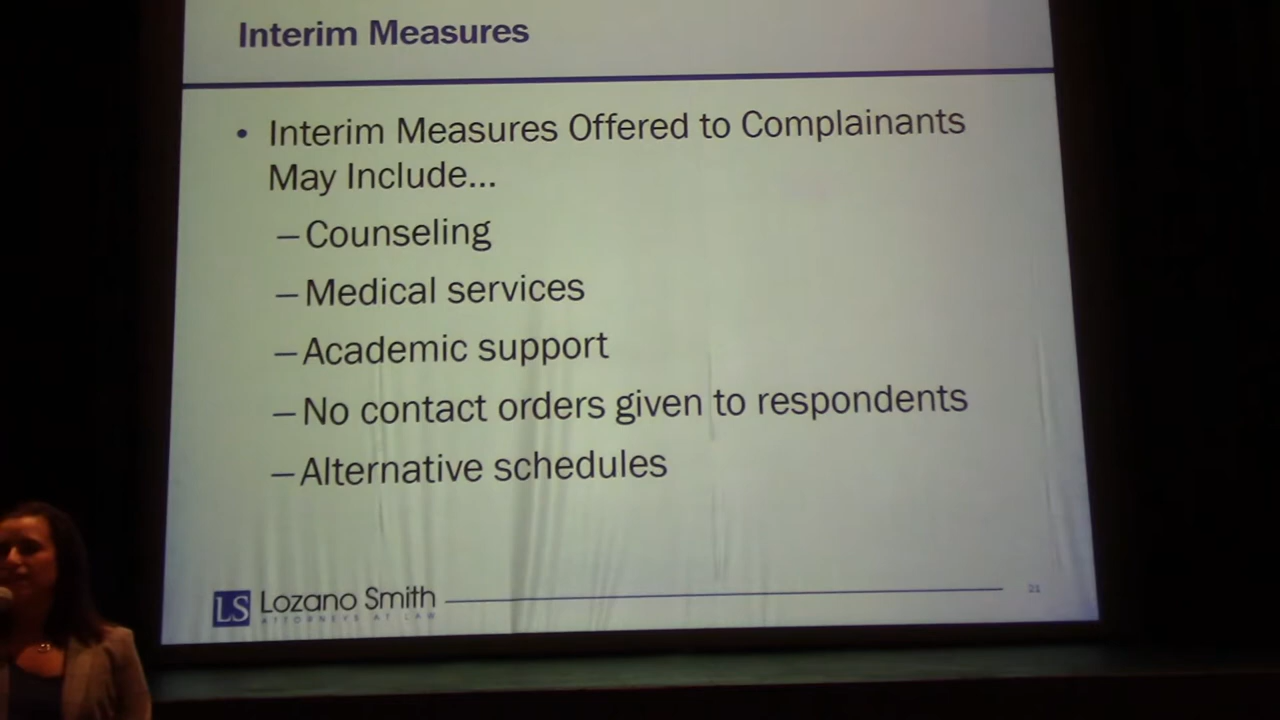 Interim Measures
• Interim Measures Offered to Complainants
May Include...
– Counseling
– Medical services
– Academic support
– No contact orders given to respondents
– Alternative schedules
LS Lozano Smith
ATTORNEYS AT LAW
21